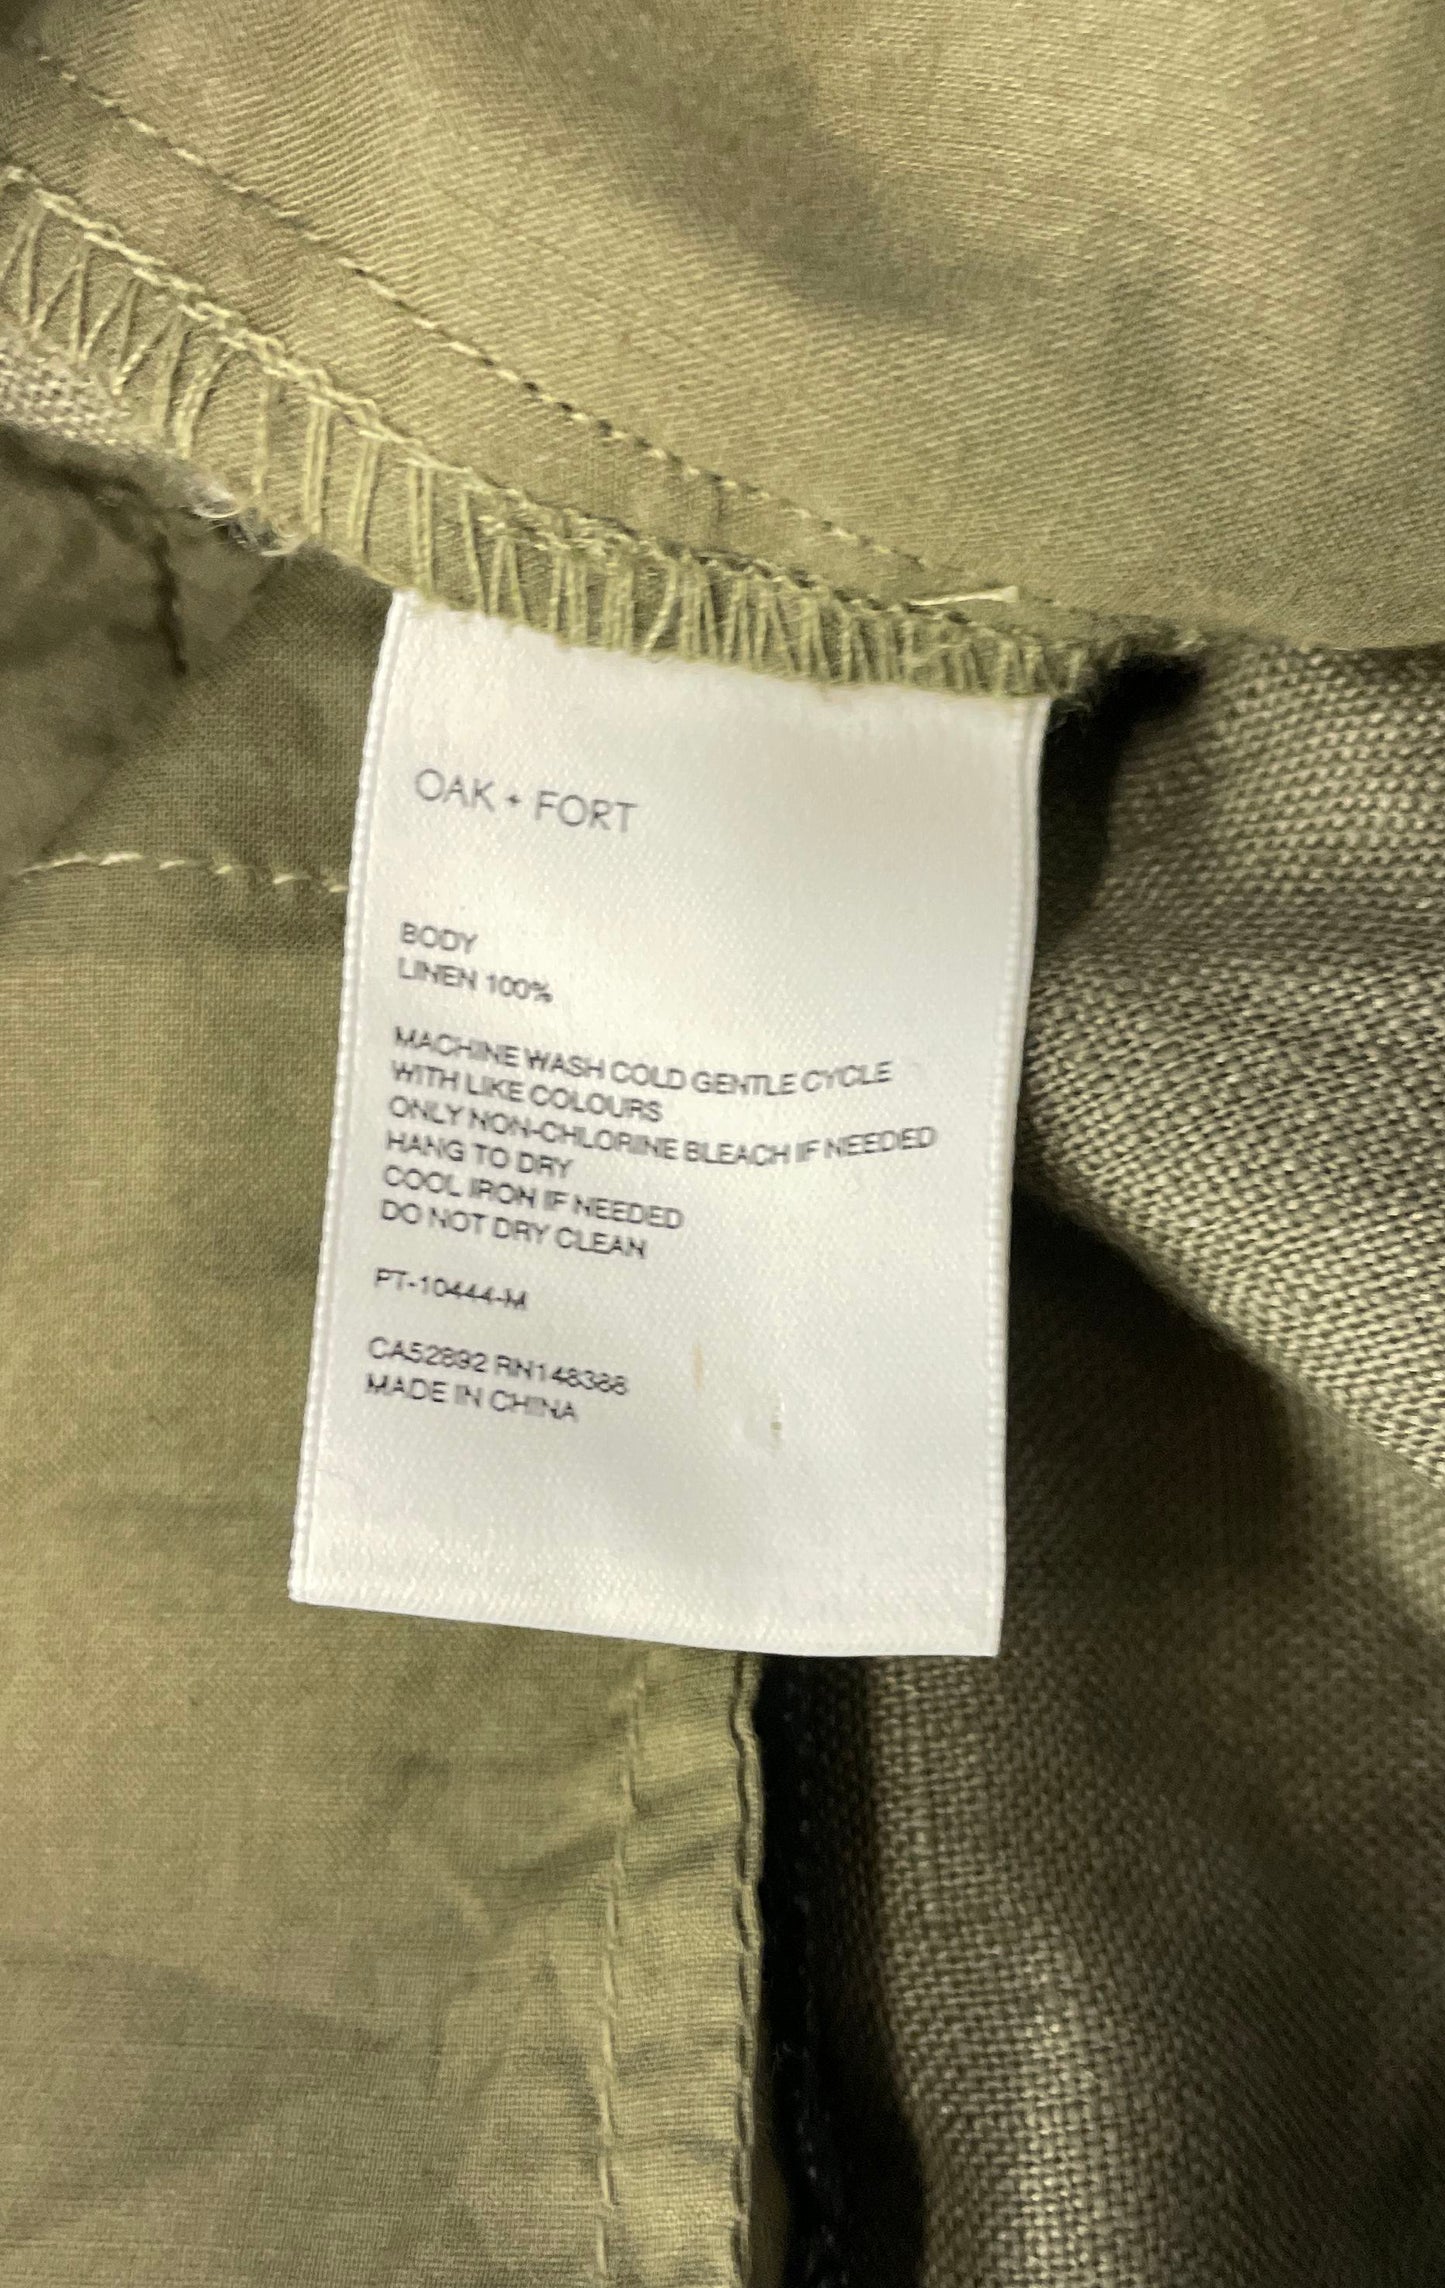 OAK + FORT
BODY
LINEN 100%
MACHINE WASH COLD GENTLE CYCLE
WITH LIKE COLOURS
ONLY NON-CHLORINE BLEACH IF NEEDED
HANG TO DRY
COOL IRON IF NEEDED
DO NOT DRY CLEAN
PT-10444-M
CA52892 RN148388
MADE IN CHINA